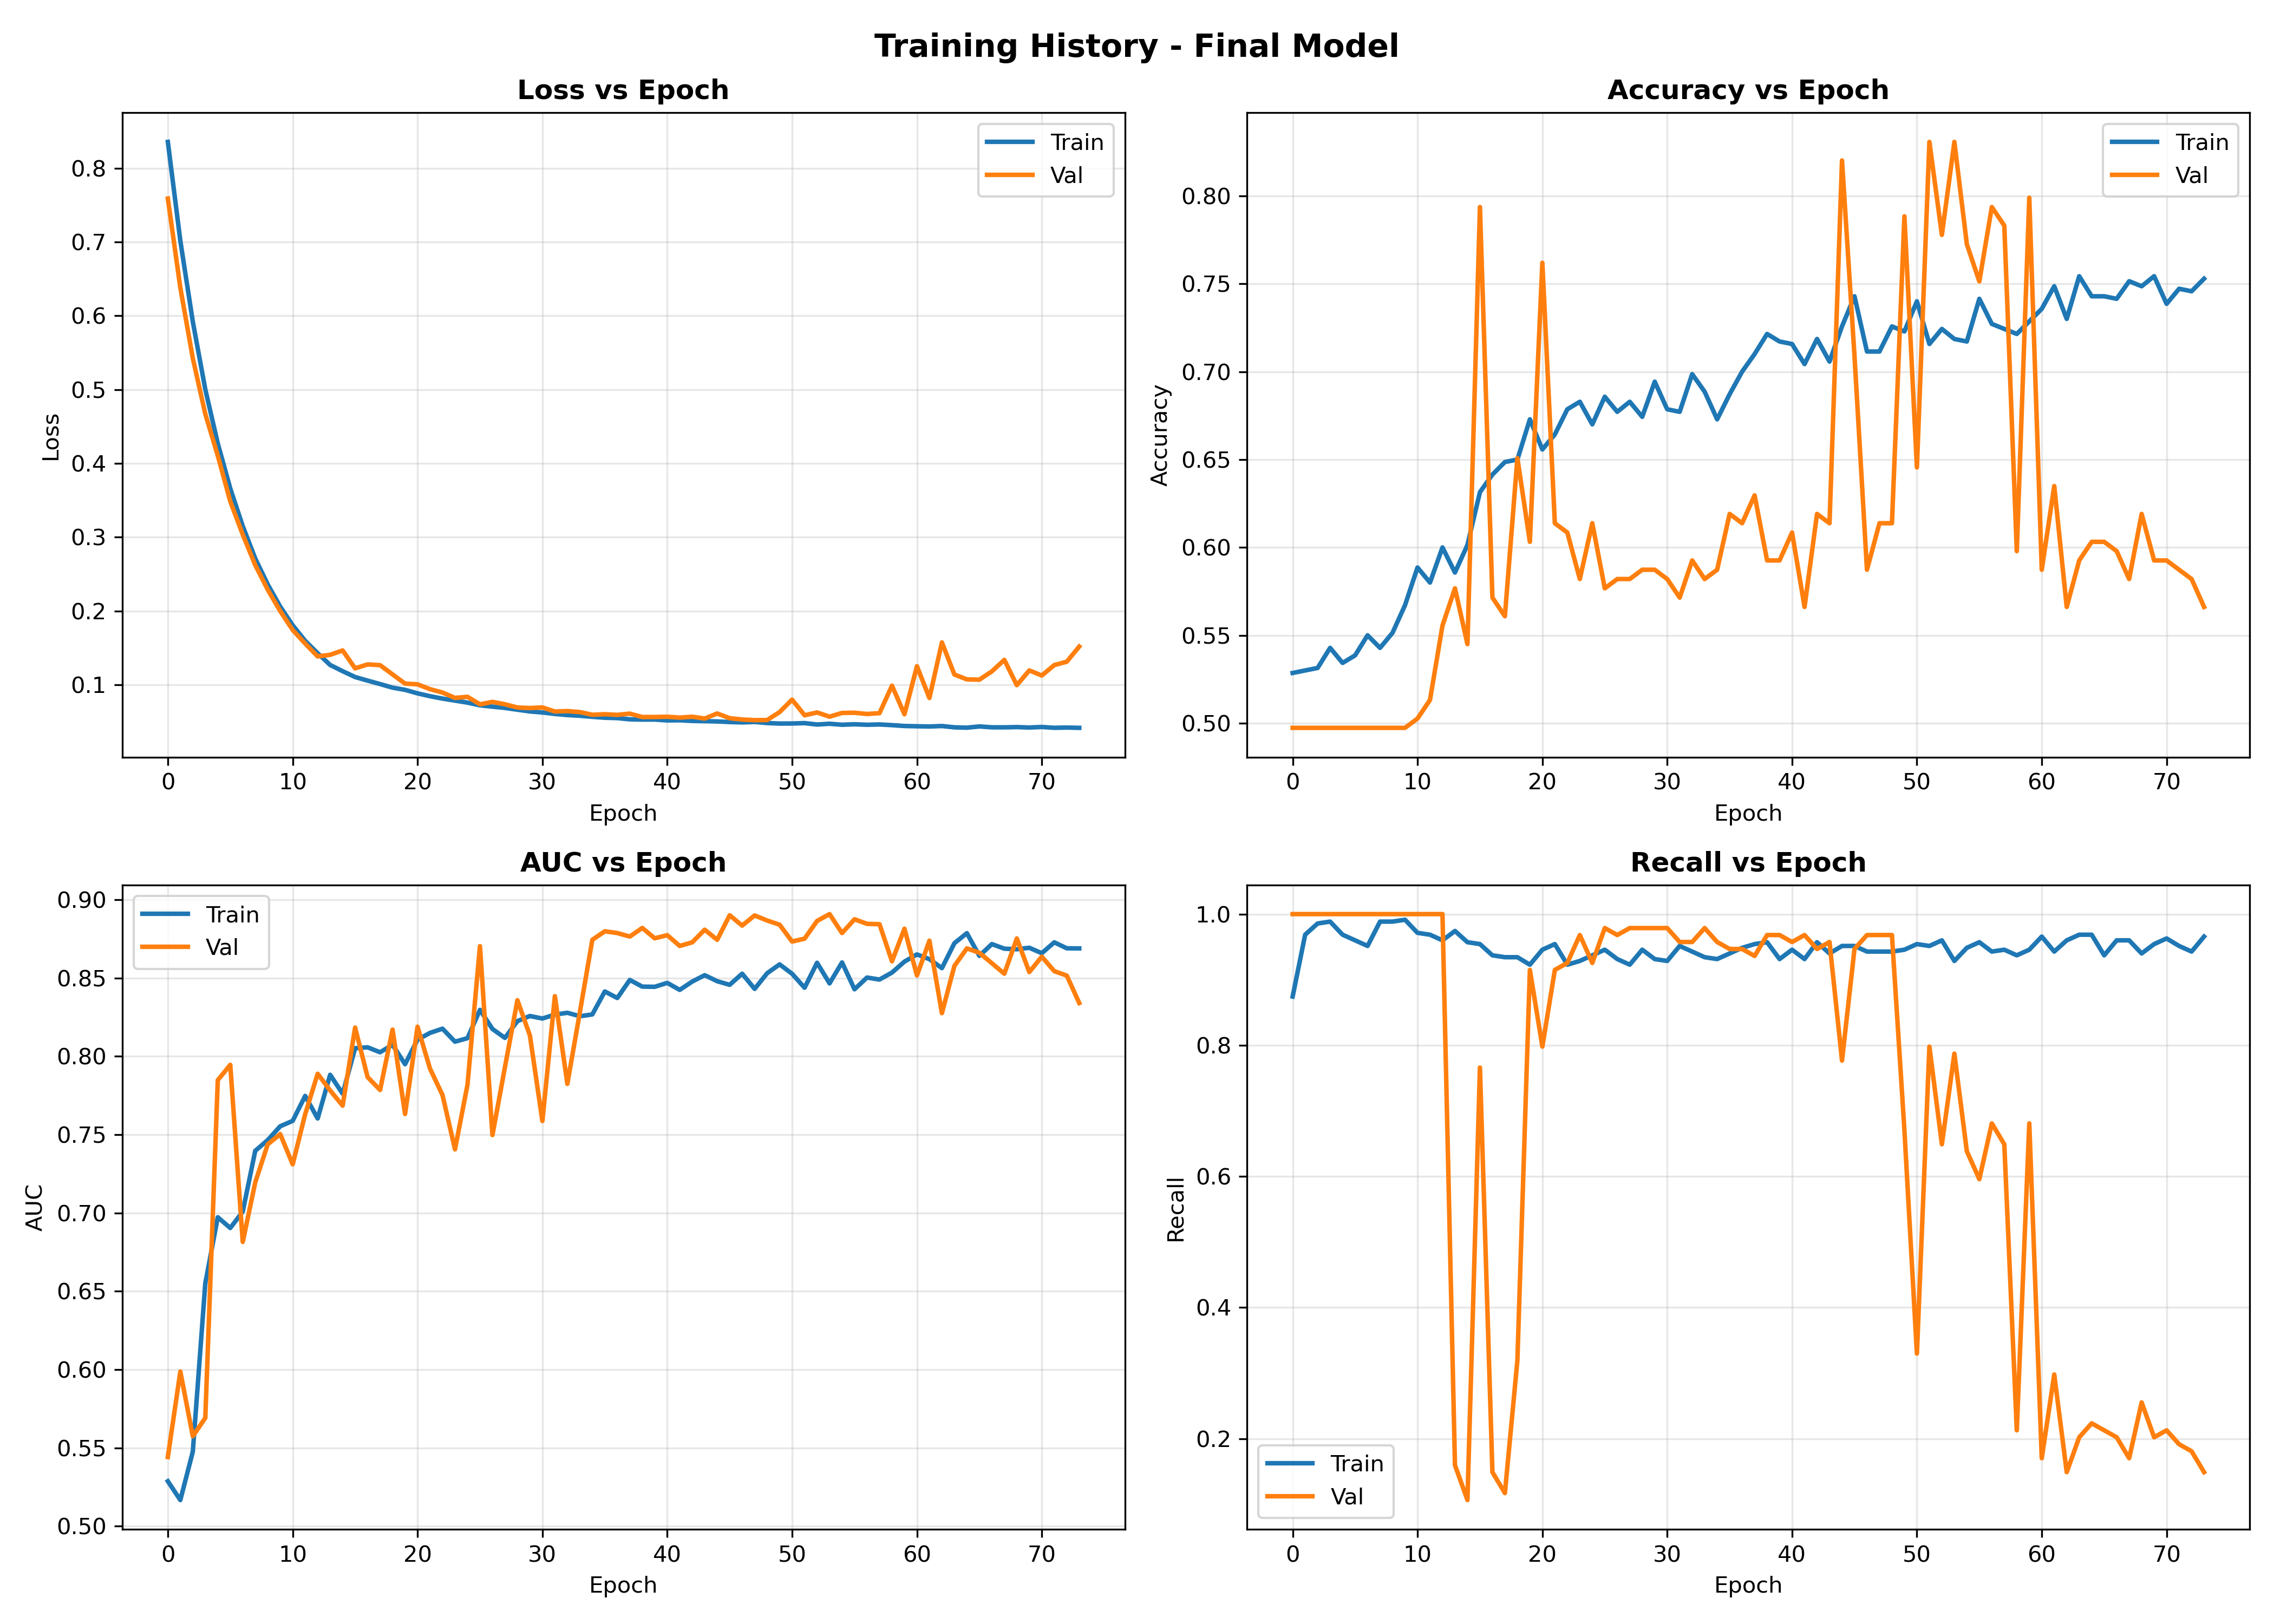 Training History - Final Model
Loss vs Epoch
Loss
0.8
0.7
0.6
0.5
0.4
0.3
0.2
0.1
Train
Val
0 10 20 30 40 50 60 70
Epoch
Accuracy vs Epoch
Accuracy
0.80
0.75
0.70
0.65
0.60
0.55
0.50
Train
Val
0 10 20 30 40 50 60 70
Epoch
AUC vs Epoch
AUC
0.90
0.85
0.80
0.75
0.70
0.65
0.60
0.55
0.50
Train
Val
0 10 20 30 40 50 60 70
Epoch
Recall vs Epoch
Recall
1.0
0.8
0.6
0.4
0.2
Train
Val
0 10 20 30 40 50 60 70
Epoch